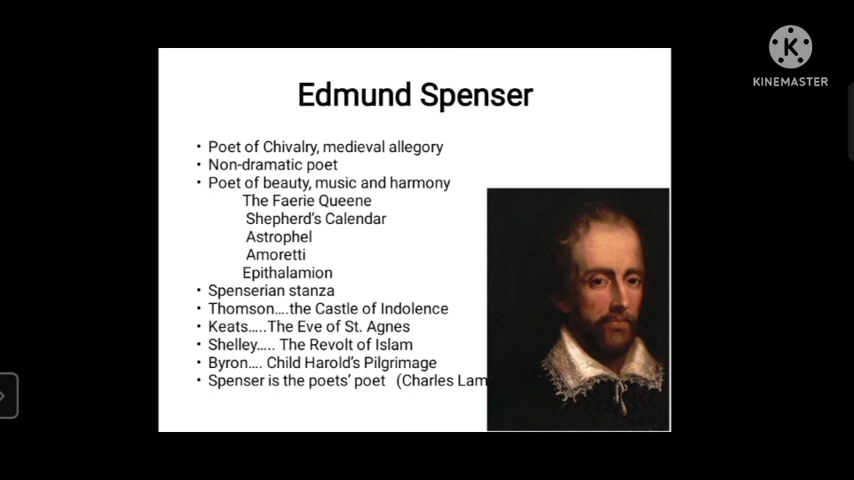 KINEMASTER
Edmund Spenser
• Poet of Chivalry, medieval allegory
• Non-dramatic poet
• Poet of beauty, music and harmony
The Faerie Queene
Shepherd's Calendar
Astrophel
Amoretti
Epithalamion
• Spenserian stanza
• Thomson....the Castle of Indolence
• Keats.....The Eve of St. Agnes
• Shelley..... The Revolt of Islam
• Byron.... Child Harold's Pilgrimage
• Spenser is the poets' poet (Charles Lam